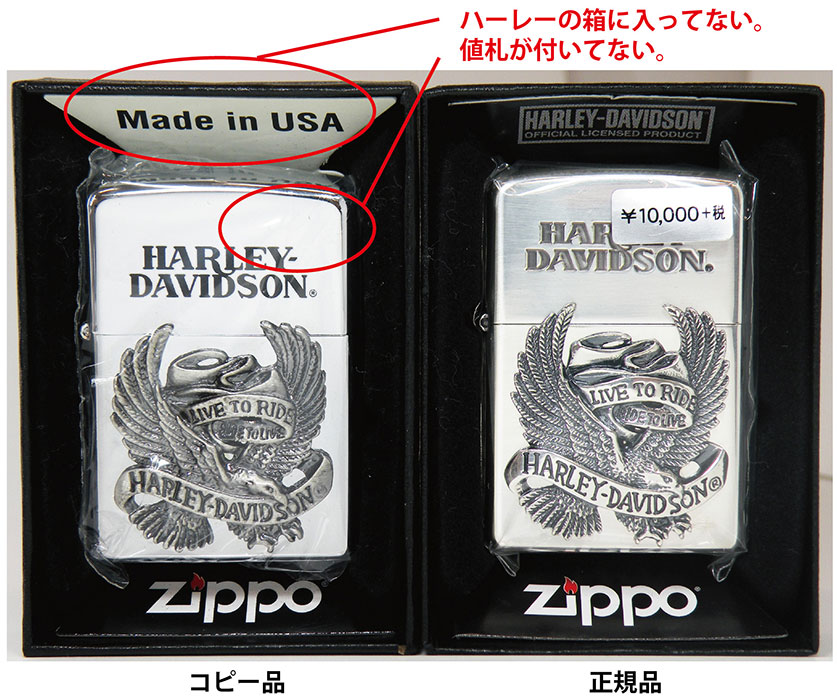 ハーレーの箱に入ってない。
値札が付いてない。
Made in USA
HARLEY-
DAVIDSON®
LIVE TO RIDE
RIDE TO LIVE
HARLEY-DAVIDSON
zippo
HARLEY-DAVIDSON
OFFICIAL LICENSED PRODUCT
¥10,000+税
DAVIDSON®
LIVE TO RIDE
RIDE TO LIVE
HARLEY-DAVIDSON®
zippo
コピー品
正規品